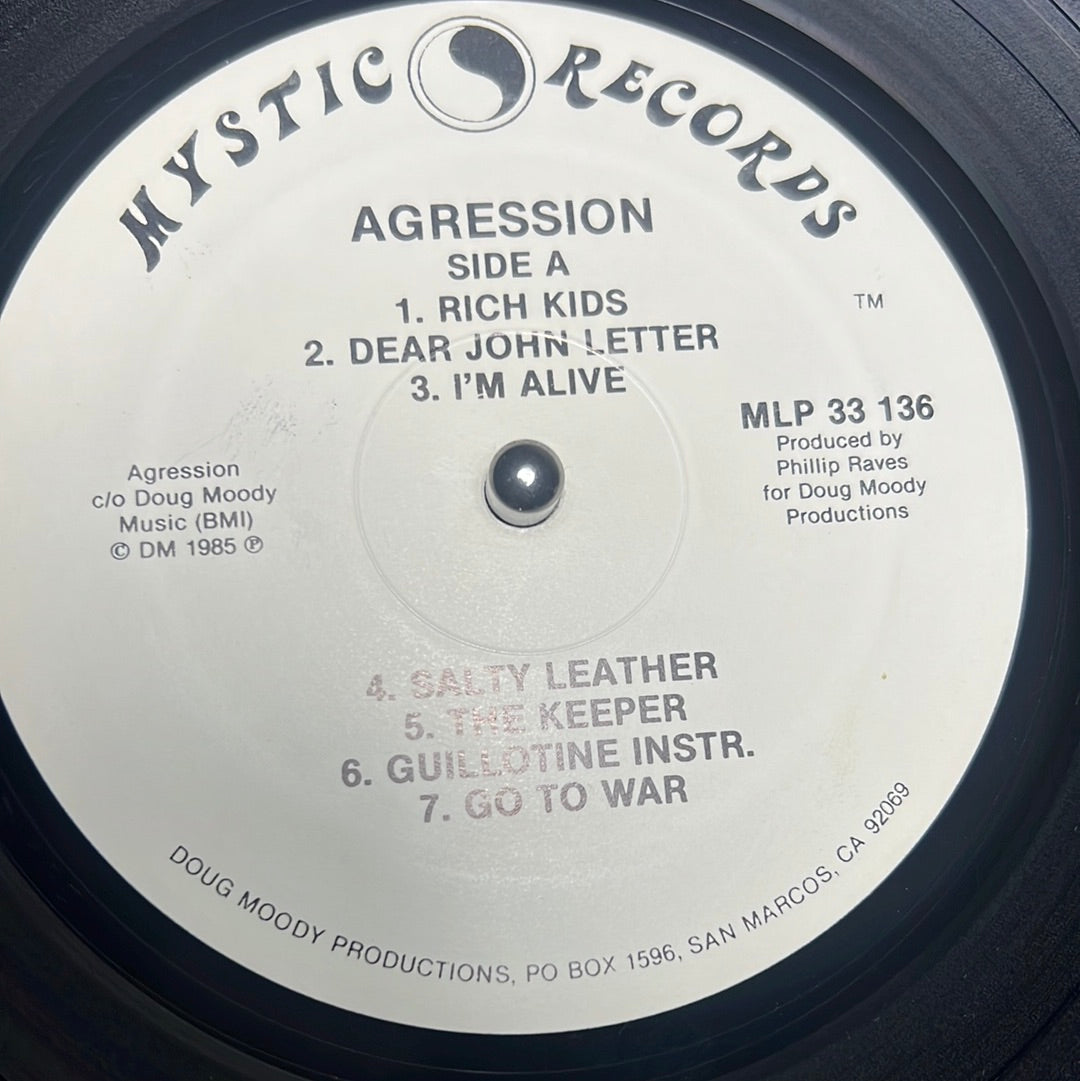 MYSTIC RECORDS
AGRESSION
SIDE A
1. RICH KIDS
2. DEAR JOHN LETTER
3. I'M ALIVE
TM
MLP 33 136
Produced by
Phillip Raves
for Doug Moody
Productions
Agression
c/o Doug Moody
Music (BMI)
© DM 1985 ℗
4. SALTY LEATHER
5. THE KEEPER
6. GUILLOTINE INSTR.
7. GO TO WAR
DOUG MOODY PRODUCTIONS, PO BOX 1596, SAN MARCOS, CA 92069